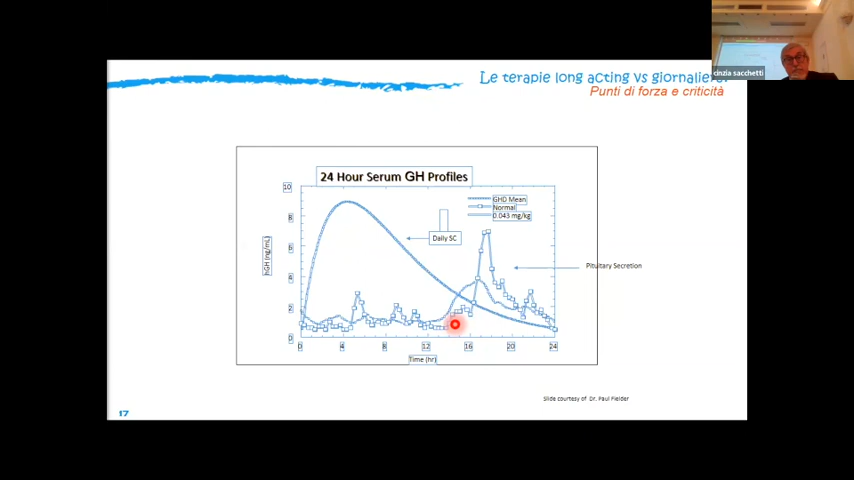 cinzia sacchetti
Le terapie long acting vs giornaliere
Punti di forza e criticità
24 Hour Serum GH Profiles
10
8
6
4
2
0
hGH (ng/mL)
GHD Mean
Normal
0.043 mg/kg
Daily SC
Pituitary Secretion
0
4
8
12
16
20
24
Time (hr)
Slide courtesy of Dr. Paul Fielder
17